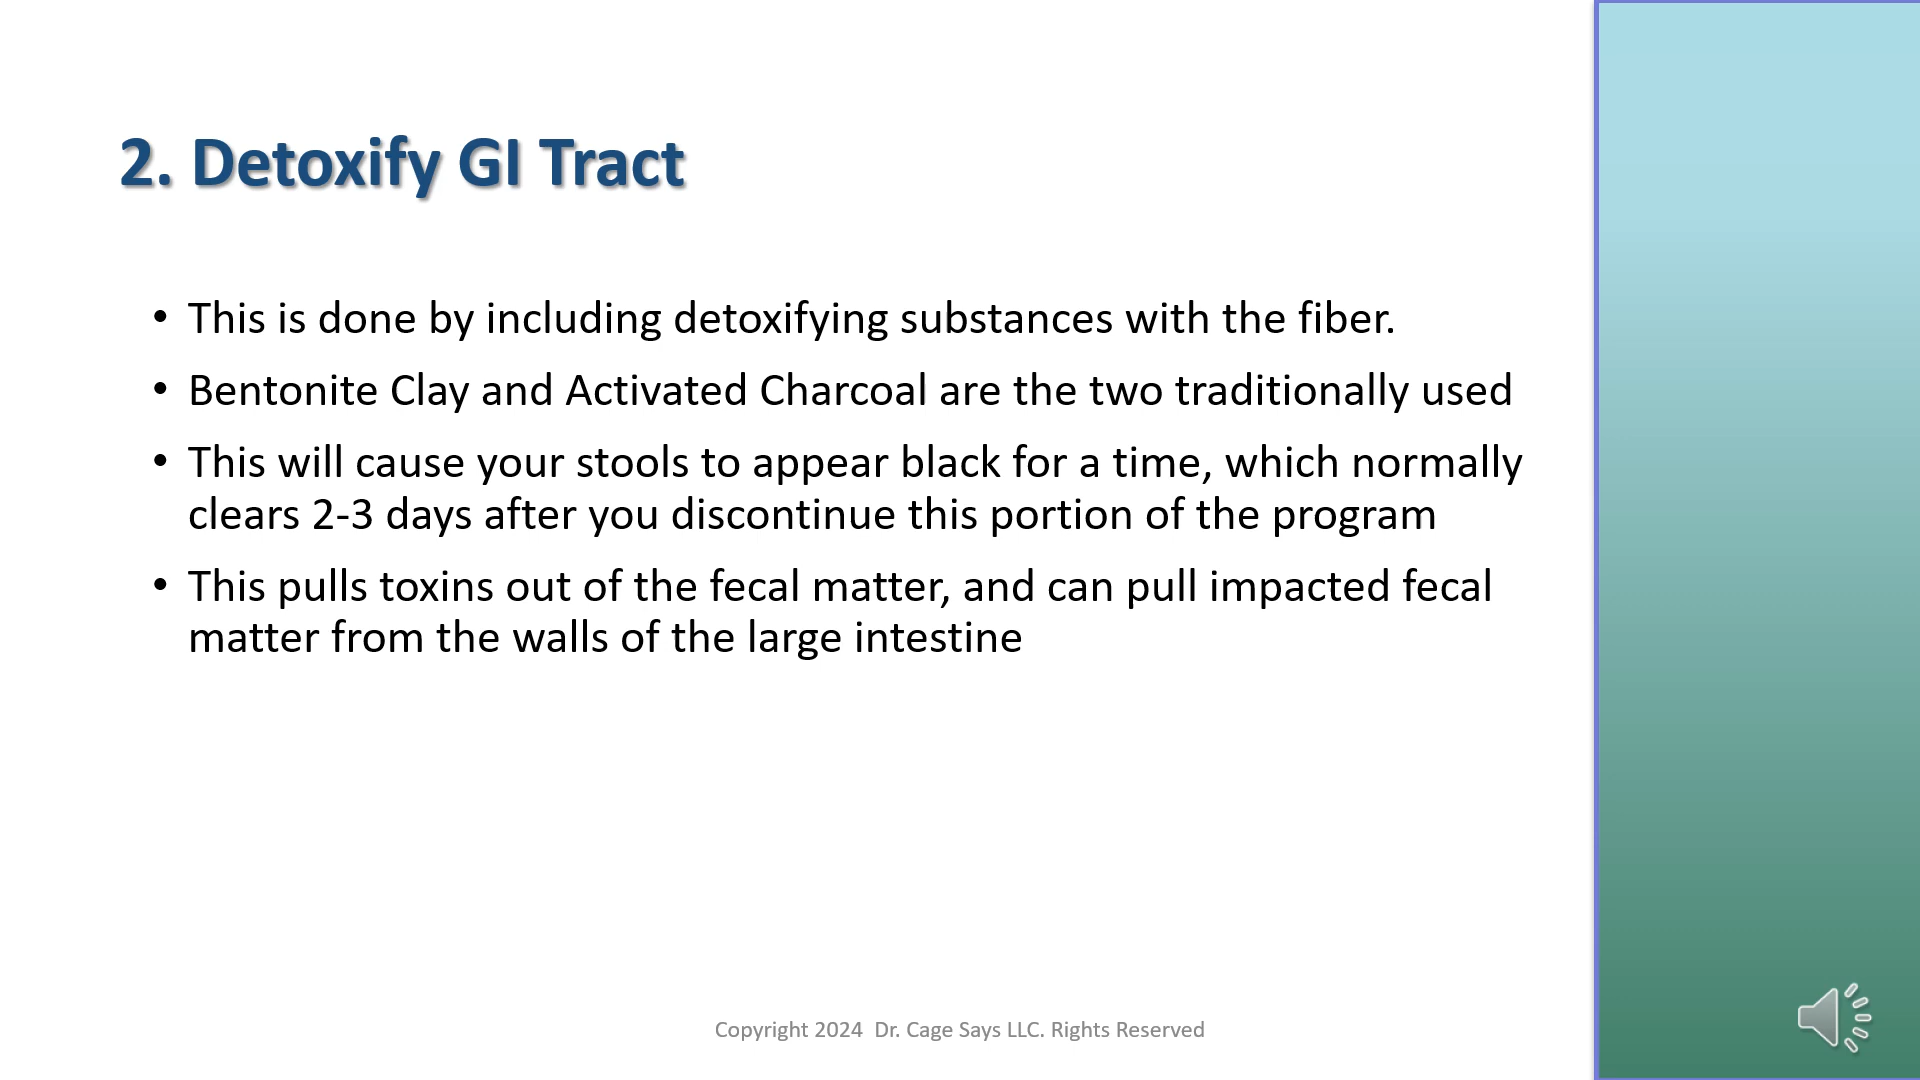 2. Detoxify GI Tract
• This is done by including detoxifying substances with the fiber.
• Bentonite Clay and Activated Charcoal are the two traditionally used
• This will cause your stools to appear black for a time, which normally
clears 2-3 days after you discontinue this portion of the program
• This pulls toxins out of the fecal matter, and can pull impacted fecal
matter from the walls of the large intestine
Copyright 2024  Dr. Cage Says LLC. Rights Reserved